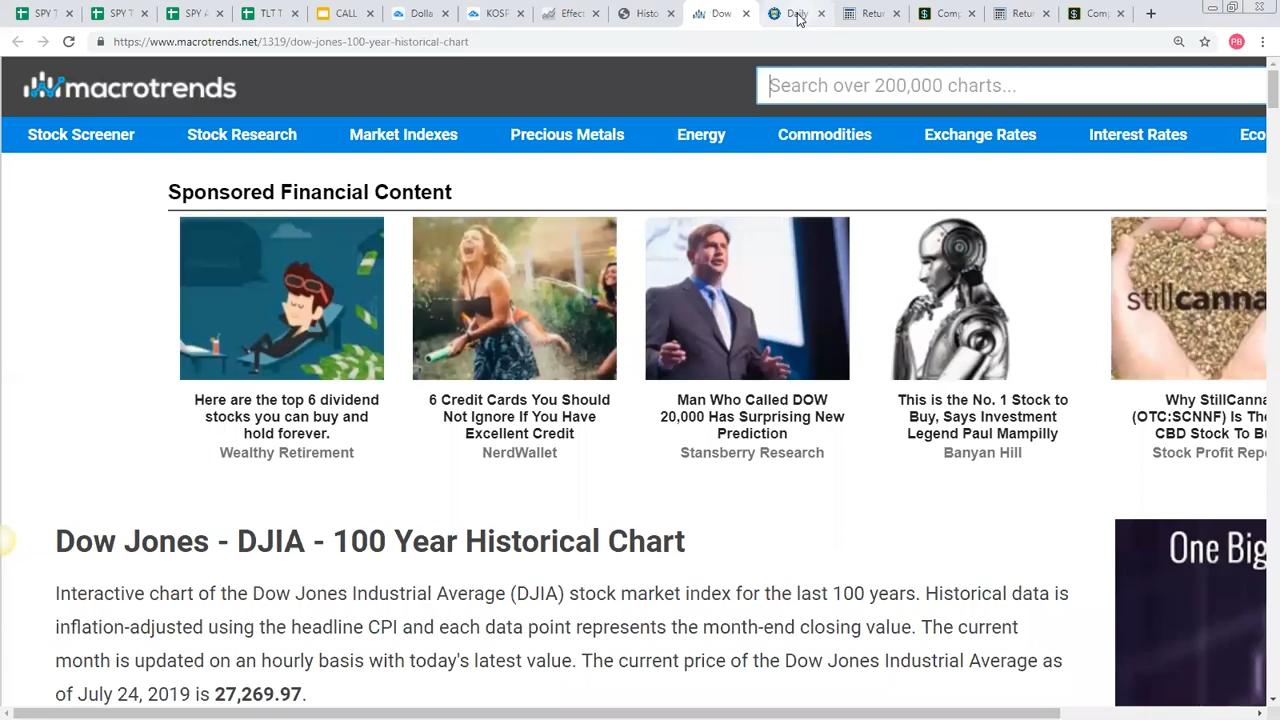 SPY T
SPY T
SPY A
TLT T
CALL
Dolla
KOSF
Effect
Histo
Dow
Daily
Retur
Comp
Retur
Comp
https://www.macrotrends.net/1319/dow-jones-100-year-historical-chart
PB
macrotrends
Search over 200,000 charts...
Stock Screener
Stock Research
Market Indexes
Precious Metals
Energy
Commodities
Exchange Rates
Interest Rates
Eco
Sponsored Financial Content
stillcanna
Here are the top 6 dividend
stocks you can buy and
hold forever.
Wealthy Retirement
6 Credit Cards You Should
Not Ignore If You Have
Excellent Credit
NerdWallet
Man Who Called DOW
20,000 Has Surprising New
Prediction
Stansberry Research
This is the No. 1 Stock to
Buy, Says Investment
Legend Paul Mampilly
Banyan Hill
Why StillCanna
(OTC:SCNNF) Is The
CBD Stock To Bu
Stock Profit Repo
Dow Jones - DJIA - 100 Year Historical Chart
One Big
Interactive chart of the Dow Jones Industrial Average (DJIA) stock market index for the last 100 years. Historical data is
inflation-adjusted using the headline CPI and each data point represents the month-end closing value. The current
month is updated on an hourly basis with today's latest value. The current price of the Dow Jones Industrial Average as
of July 24, 2019 is 27,269.97.